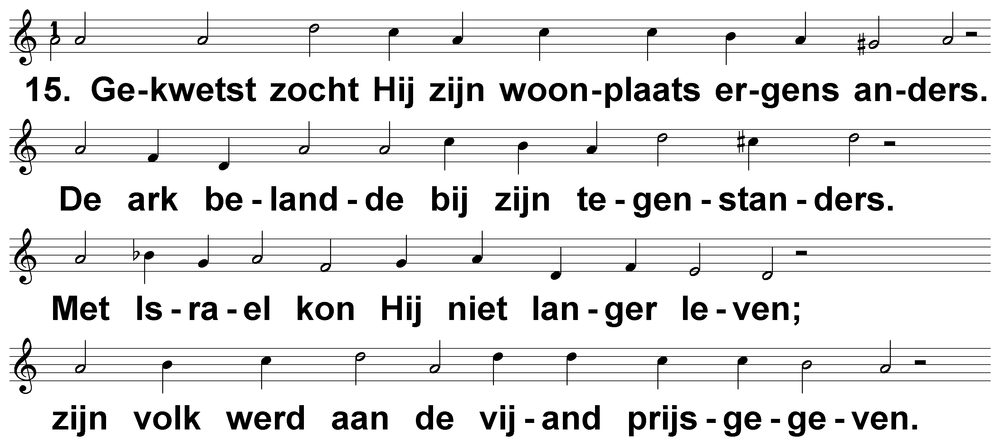 1
15. Ge-kwetst zocht Hij zijn woon-plaats er-gens an-ders.
De ark be - land - de bij zijn te - gen - stan - ders.
Met Is - ra - el kon Hij niet lan - ger le - ven;
zijn volk werd aan de vij - and prijs - ge - ge - ven.